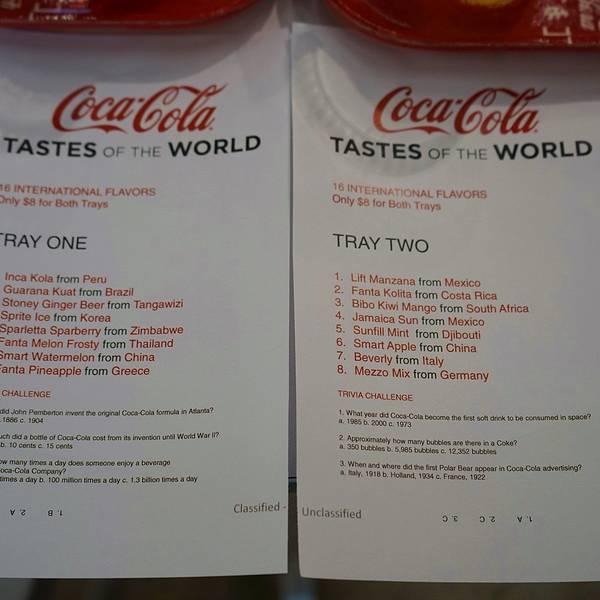 Coca-Cola
TASTES OF THE WORLD
16 INTERNATIONAL FLAVORS
Only $8 for Both Trays
TRAY ONE
Inca Kola from Peru
Guarana Kuat from Brazil
Stoney Ginger Beer from Tangawizi
Sprite Ice from Korea
Sparletta Sparberry from Zimbabwe
Fanta Melon Frosty from Thailand
Smart Watermelon from China
Fanta Pineapple from Greece
CHALLENGE
did John Pemberton invent the original Coca-Cola formula in Atlanta?
1886 c. 1904
much did a bottle of Coca-Cola cost from its invention until World War II?
b. 10 cents c. 15 cents
how many times a day does someone enjoy a beverage
Coca-Cola Company?
times a day b. 100 million times a day c. 1.3 billion times a day
1. B 2. A
Classified -
Coca-Cola
TASTES OF THE WORLD
16 INTERNATIONAL FLAVORS
Only $8 for Both Trays
TRAY TWO
1. Lift Manzana from Mexico
2. Fanta Kolita from Costa Rica
3. Bibo Kiwi Mango from South Africa
4. Jamaica Sun from Mexico
5. Sunfill Mint from Djibouti
6. Smart Apple from China
7. Beverly from Italy
8. Mezzo Mix from Germany
TRIVIA CHALLENGE
1. What year did Coca-Cola become the first soft drink to be consumed in space?
a. 1985 b. 2000 c. 1973
2. Approximately how many bubbles are there in a Coke?
a. 350 bubbles b. 5,985 bubbles c. 12,352 bubbles
3. When and where did the first Polar Bear appear in Coca-Cola advertising?
a. Italy, 1918 b. Holland, 1934 c. France, 1922
1. A 2. C 3. C
Unclassified